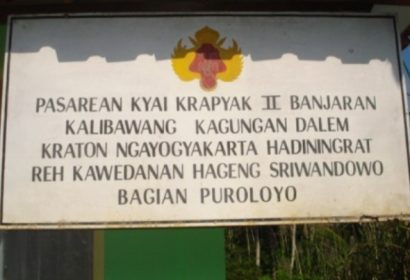 PASAREAN KYAI KRAPYAK II BANJARAN
KALIBAWANG KAGUNGAN DALEM
KRATON NGAYOGYAKARTA HADININGRAT
REH KAWEDANAN HAGENG SRIWANDOWO
BAGIAN PUROLOYO